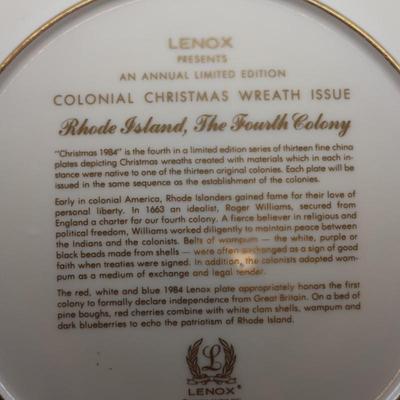 LENOX
PRESENTS
AN ANNUAL LIMITED EDITION
COLONIAL CHRISTMAS WREATH ISSUE
Rhode Island, The Fourth Colony
"Christmas 1984" is the fourth in a limited edition series of thirteen fine china
plates depicting Christmas wreaths created with materials which in each in-
stance were native to one of the thirteen original colonies. Each plate will be
issued in the same sequence as the establishment of the colonies.
Early in colonial America, Rhode Islanders gained fame for their love of
personal liberty. In 1663 an idealist, Roger Williams, secured from
England a charter for our fourth colony. A fierce believer in religious and
political freedom, Williams worked diligently to maintain peace between
the Indians and the colonists. Belts of wampum — the white, purple or
black beads made from shells — were often exchanged as a sign of good
faith when treaties were signed. In addition, the colonists adopted wam-
pum as a medium of exchange and legal tender.
The red, white and blue 1984 Lenox plate appropriately honors the first
colony to formally declare independence from Great Britain. On a bed of
pine boughs, red cherries combine with white clam shells, wampum and
dark blueberries to echo the patriotism of Rhode Island.
L
LENOX®